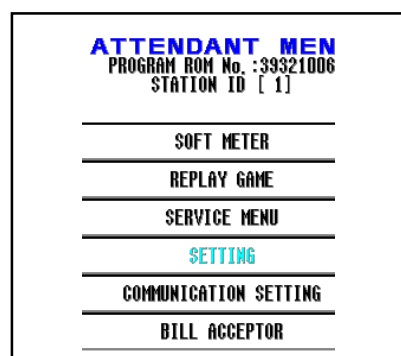 ATTENDANT MEN
PROGRAM ROM No.:39321006
STATION ID [ 1]
SOFT METER
REPLAY GAME
SERVICE MENU
SETTING
COMMUNICATION SETTING
BILL ACCEPTOR